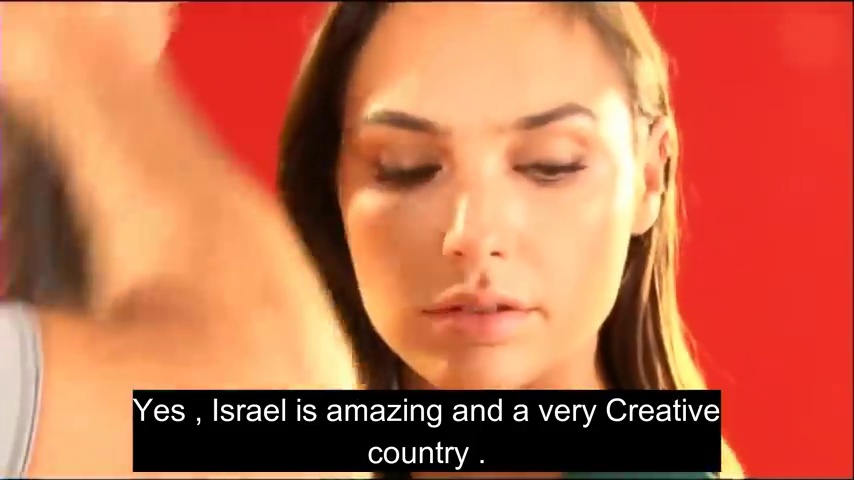 Yes , Israel is amazing and a very Creative
country .